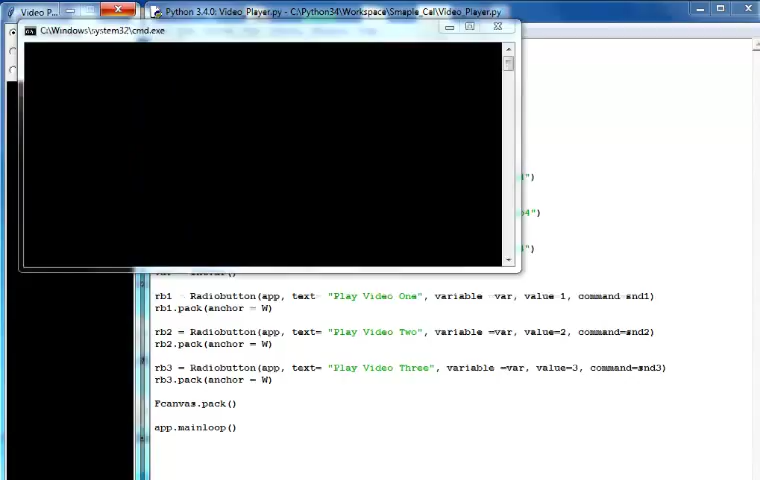 Video P...
Python 3.4.0: Video_Player.py - C:\Python34\Workspace\Smaple_Cal\Video_Player.py
C:\Windows\system32\cmd.exe
4")
p4")
4")
rb1 = Radiobutton(app, text= "Play Video One", variable =var, value=1, command=snd1)
rb1.pack(anchor = W)
rb2 = Radiobutton(app, text= "Play Video Two", variable =var, value=2, command=snd2)
rb2.pack(anchor = W)
rb3 = Radiobutton(app, text= "Play Video Three", variable =var, value=3, command=snd3)
rb3.pack(anchor = W)
Fcanvas.pack()
app.mainloop()